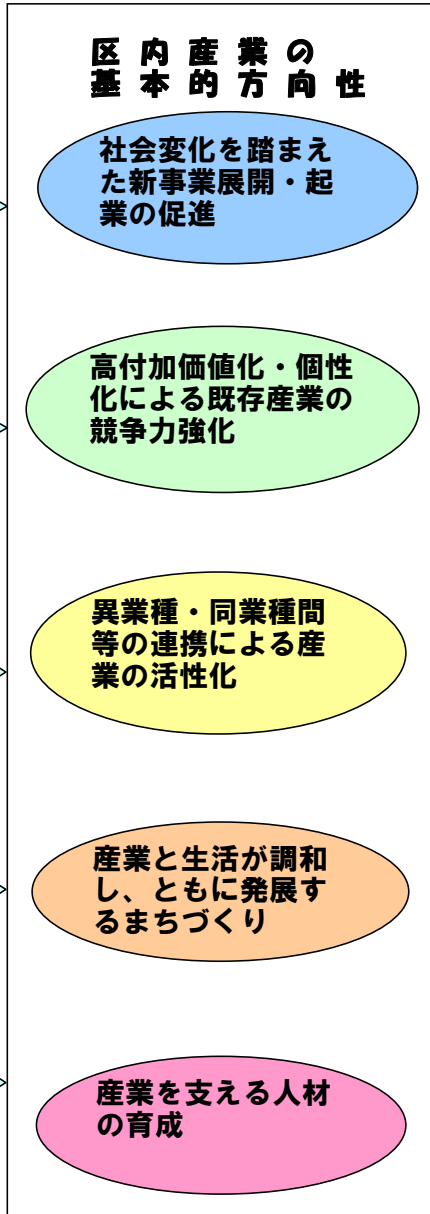 区内産業の
基本的方向性
社会変化を踏まえ
た新事業展開・起
業の促進
高付加価値化・個性
化による既存産業の
競争力強化
異業種・同業種間
等の連携による産
業の活性化
産業と生活が調和
し、ともに発展す
るまちづくり
産業を支える人材
の育成